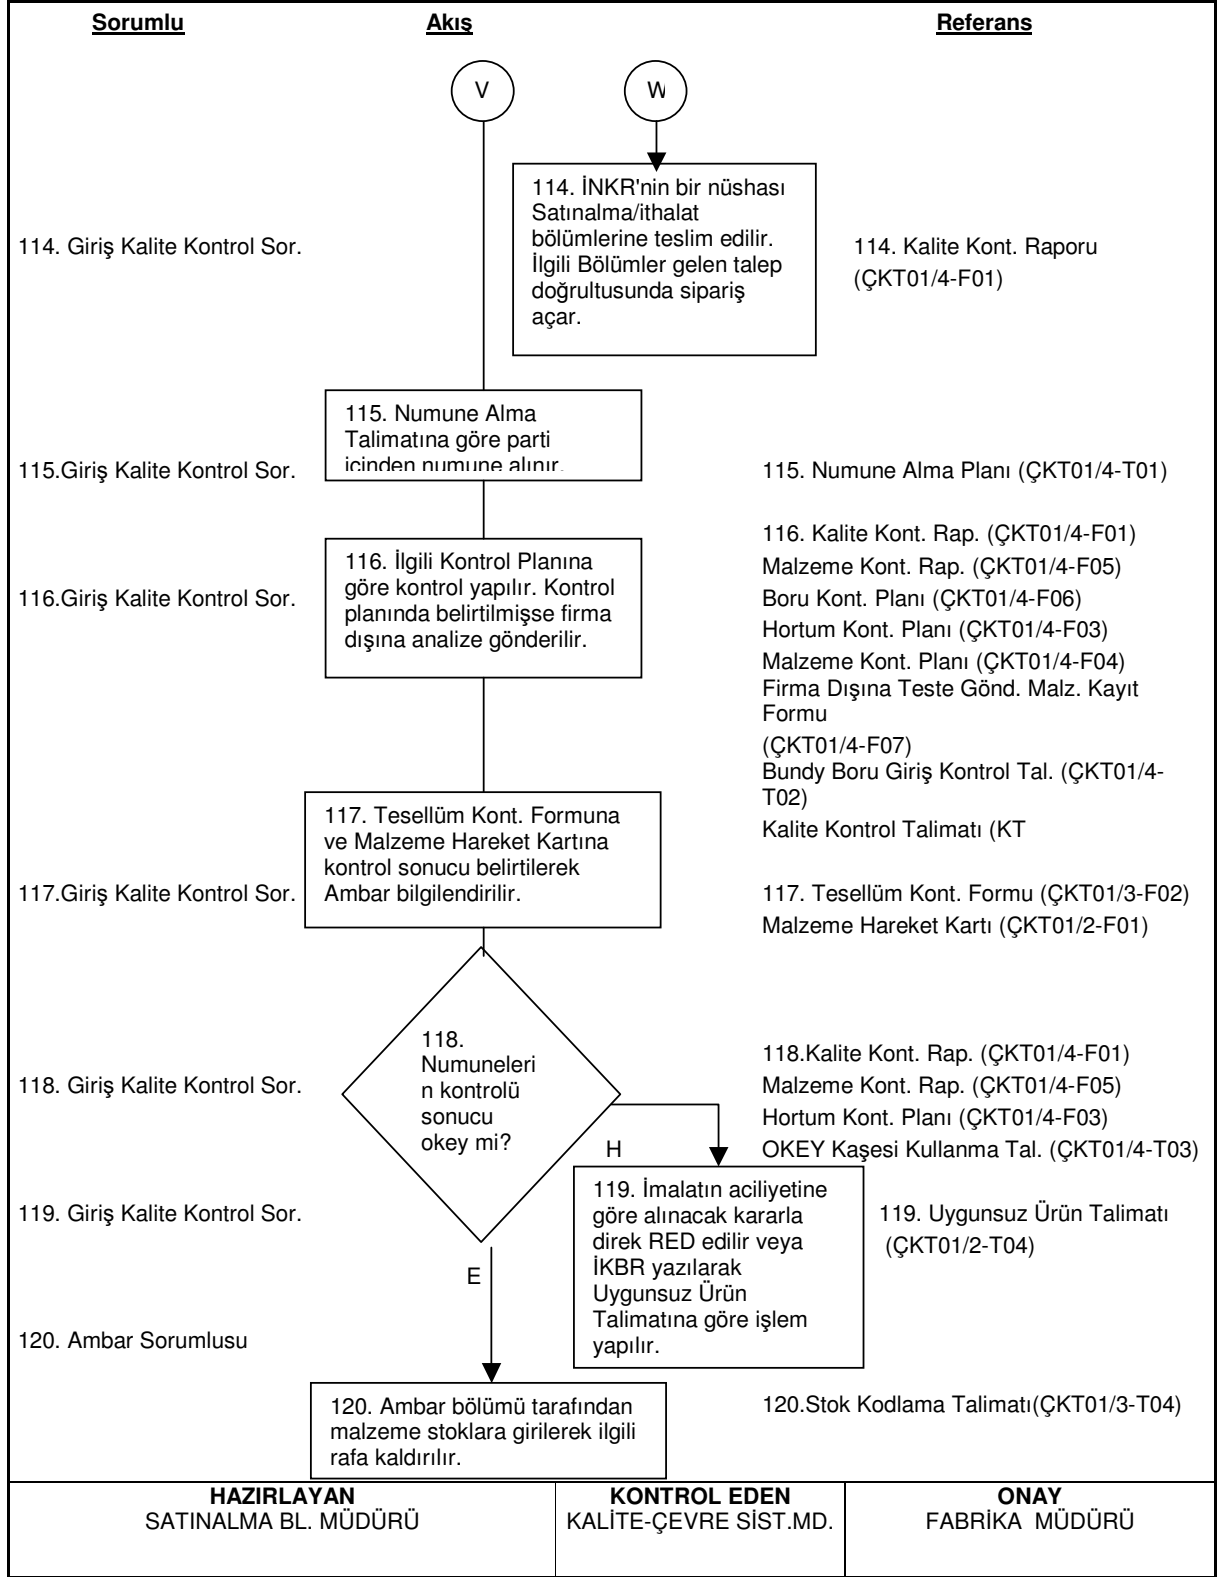 Sorumlu Akış Referans
V W
114. İNKR'nin bir nüshası
Satınalma/ithalat
bölümlerine teslim edilir.
İlgili Bölümler gelen talep
doğrultusunda sipariş
açar.
114. Giriş Kalite Kontrol Sor.
114. Kalite Kont. Raporu
(ÇKT01/4-F01)
115. Numune Alma
Talimatına göre parti
içinden numune alınır.
115.Giriş Kalite Kontrol Sor.
115. Numune Alma Planı (ÇKT01/4-T01)
116. İlgili Kontrol Planına
göre kontrol yapılır. Kontrol
planında belirtilmişse firma
dışına analize gönderilir.
116.Giriş Kalite Kontrol Sor.
116. Kalite Kont. Rap. (ÇKT01/4-F01)
Malzeme Kont. Rap. (ÇKT01/4-F05)
Boru Kont. Planı (ÇKT01/4-F06)
Hortum Kont. Planı (ÇKT01/4-F03)
Malzeme Kont. Planı (ÇKT01/4-F04)
Firma Dışına Teste Gönd. Malz. Kayıt
Formu
(ÇKT01/4-F07)
Bundy Boru Giriş Kontrol Tal. (ÇKT01/4-
T02)
Kalite Kontrol Talimatı (KT
117. Tesellüm Kont. Formuna
ve Malzeme Hareket Kartına
kontrol sonucu belirtilerek
Ambar bilgilendirilir.
117.Giriş Kalite Kontrol Sor.
117. Tesellüm Kont. Formu (ÇKT01/3-F02)
Malzeme Hareket Kartı (ÇKT01/2-F01)
118.
Numuneleri
n kontrolü
sonucu
okey mi?
118. Giriş Kalite Kontrol Sor.
118.Kalite Kont. Rap. (ÇKT01/4-F01)
Malzeme Kont. Rap. (ÇKT01/4-F05)
Hortum Kont. Planı (ÇKT01/4-F03)
OKEY Kaşesi Kullanma Tal. (ÇKT01/4-T03)
H
119. İmalatın aciliyetine
göre alınacak kararla
direk RED edilir veya
İKBR yazılarak
Uygunsuz Ürün
Talimatına göre işlem
yapılır.
119. Giriş Kalite Kontrol Sor.
119. Uygunsuz Ürün Talimatı
(ÇKT01/2-T04)
E
120. Ambar Sorumlusu
120. Ambar bölümü tarafından
malzeme stoklara girilerek ilgili
rafa kaldırılır.
120.Stok Kodlama Talimatı(ÇKT01/3-T04)
HAZIRLAYAN
SATINALMA BL. MÜDÜRÜ
KONTROL EDEN
KALİTE-ÇEVRE SİST.MD.
ONAY
FABRİKA MÜDÜRÜ